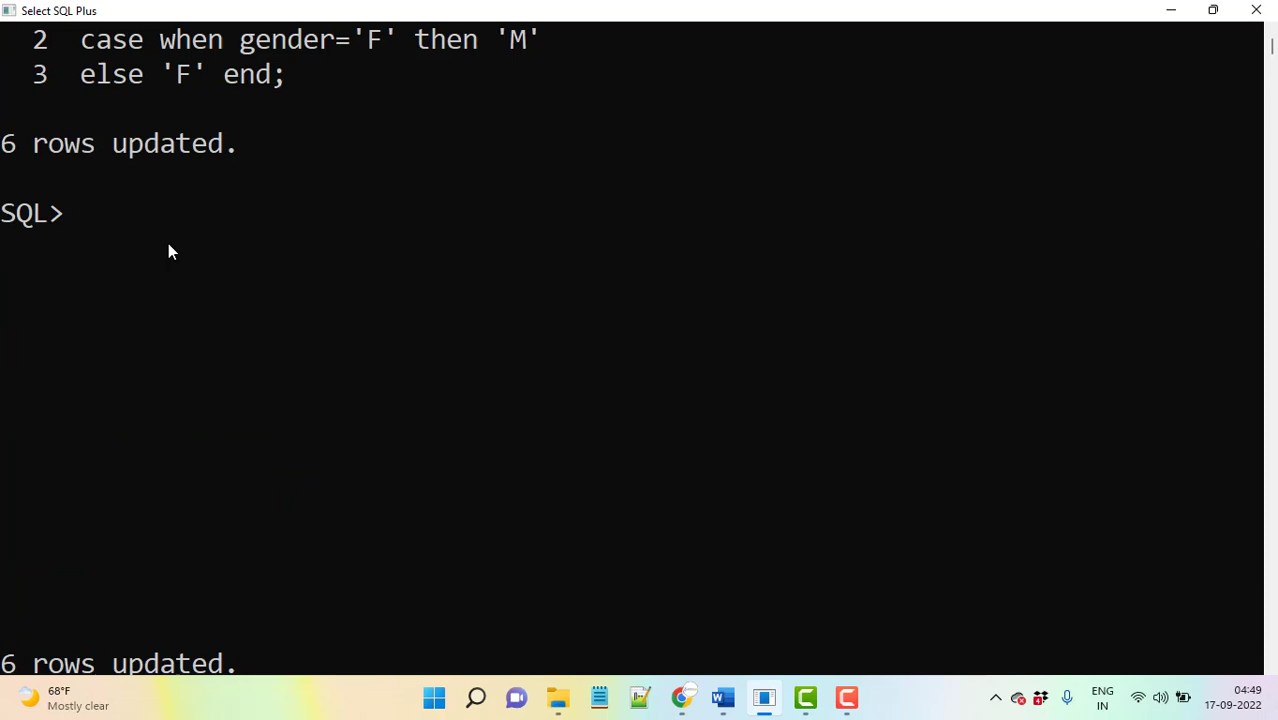 Select SQL Plus
2 case when gender='F' then 'M'
3 else 'F' end;
6 rows updated.
SQL>
6 rows updated.
68°F
Mostly clear
ENG
IN
04:49
17-09-2022